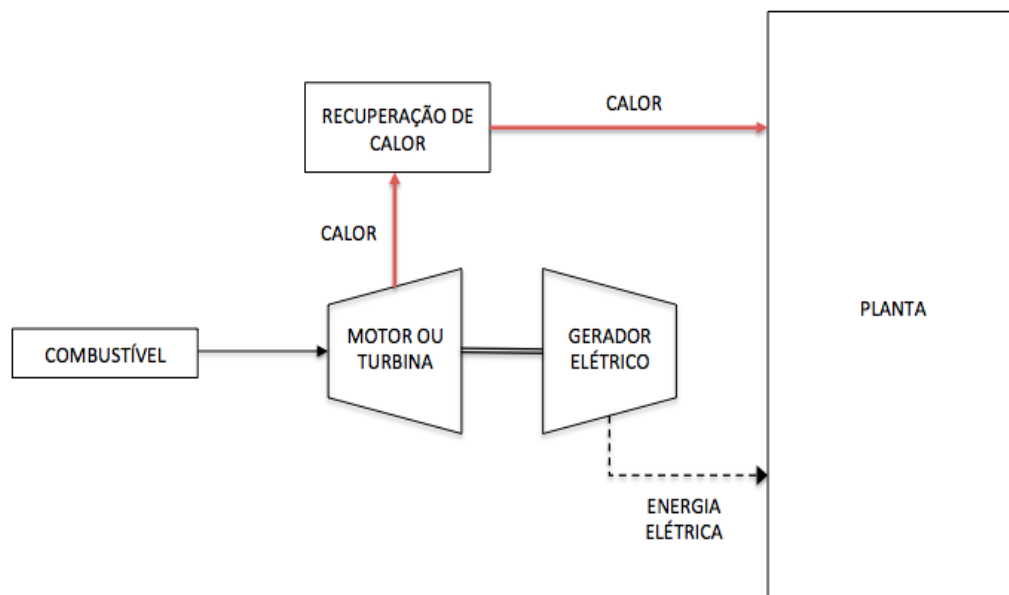 RECUPERAÇÃO DE
CALOR
CALOR
CALOR
COMBUSTÍVEL
MOTOR OU
TURBINA
GERADOR
ELÉTRICO
PLANTA
ENERGIA
ELÉTRICA